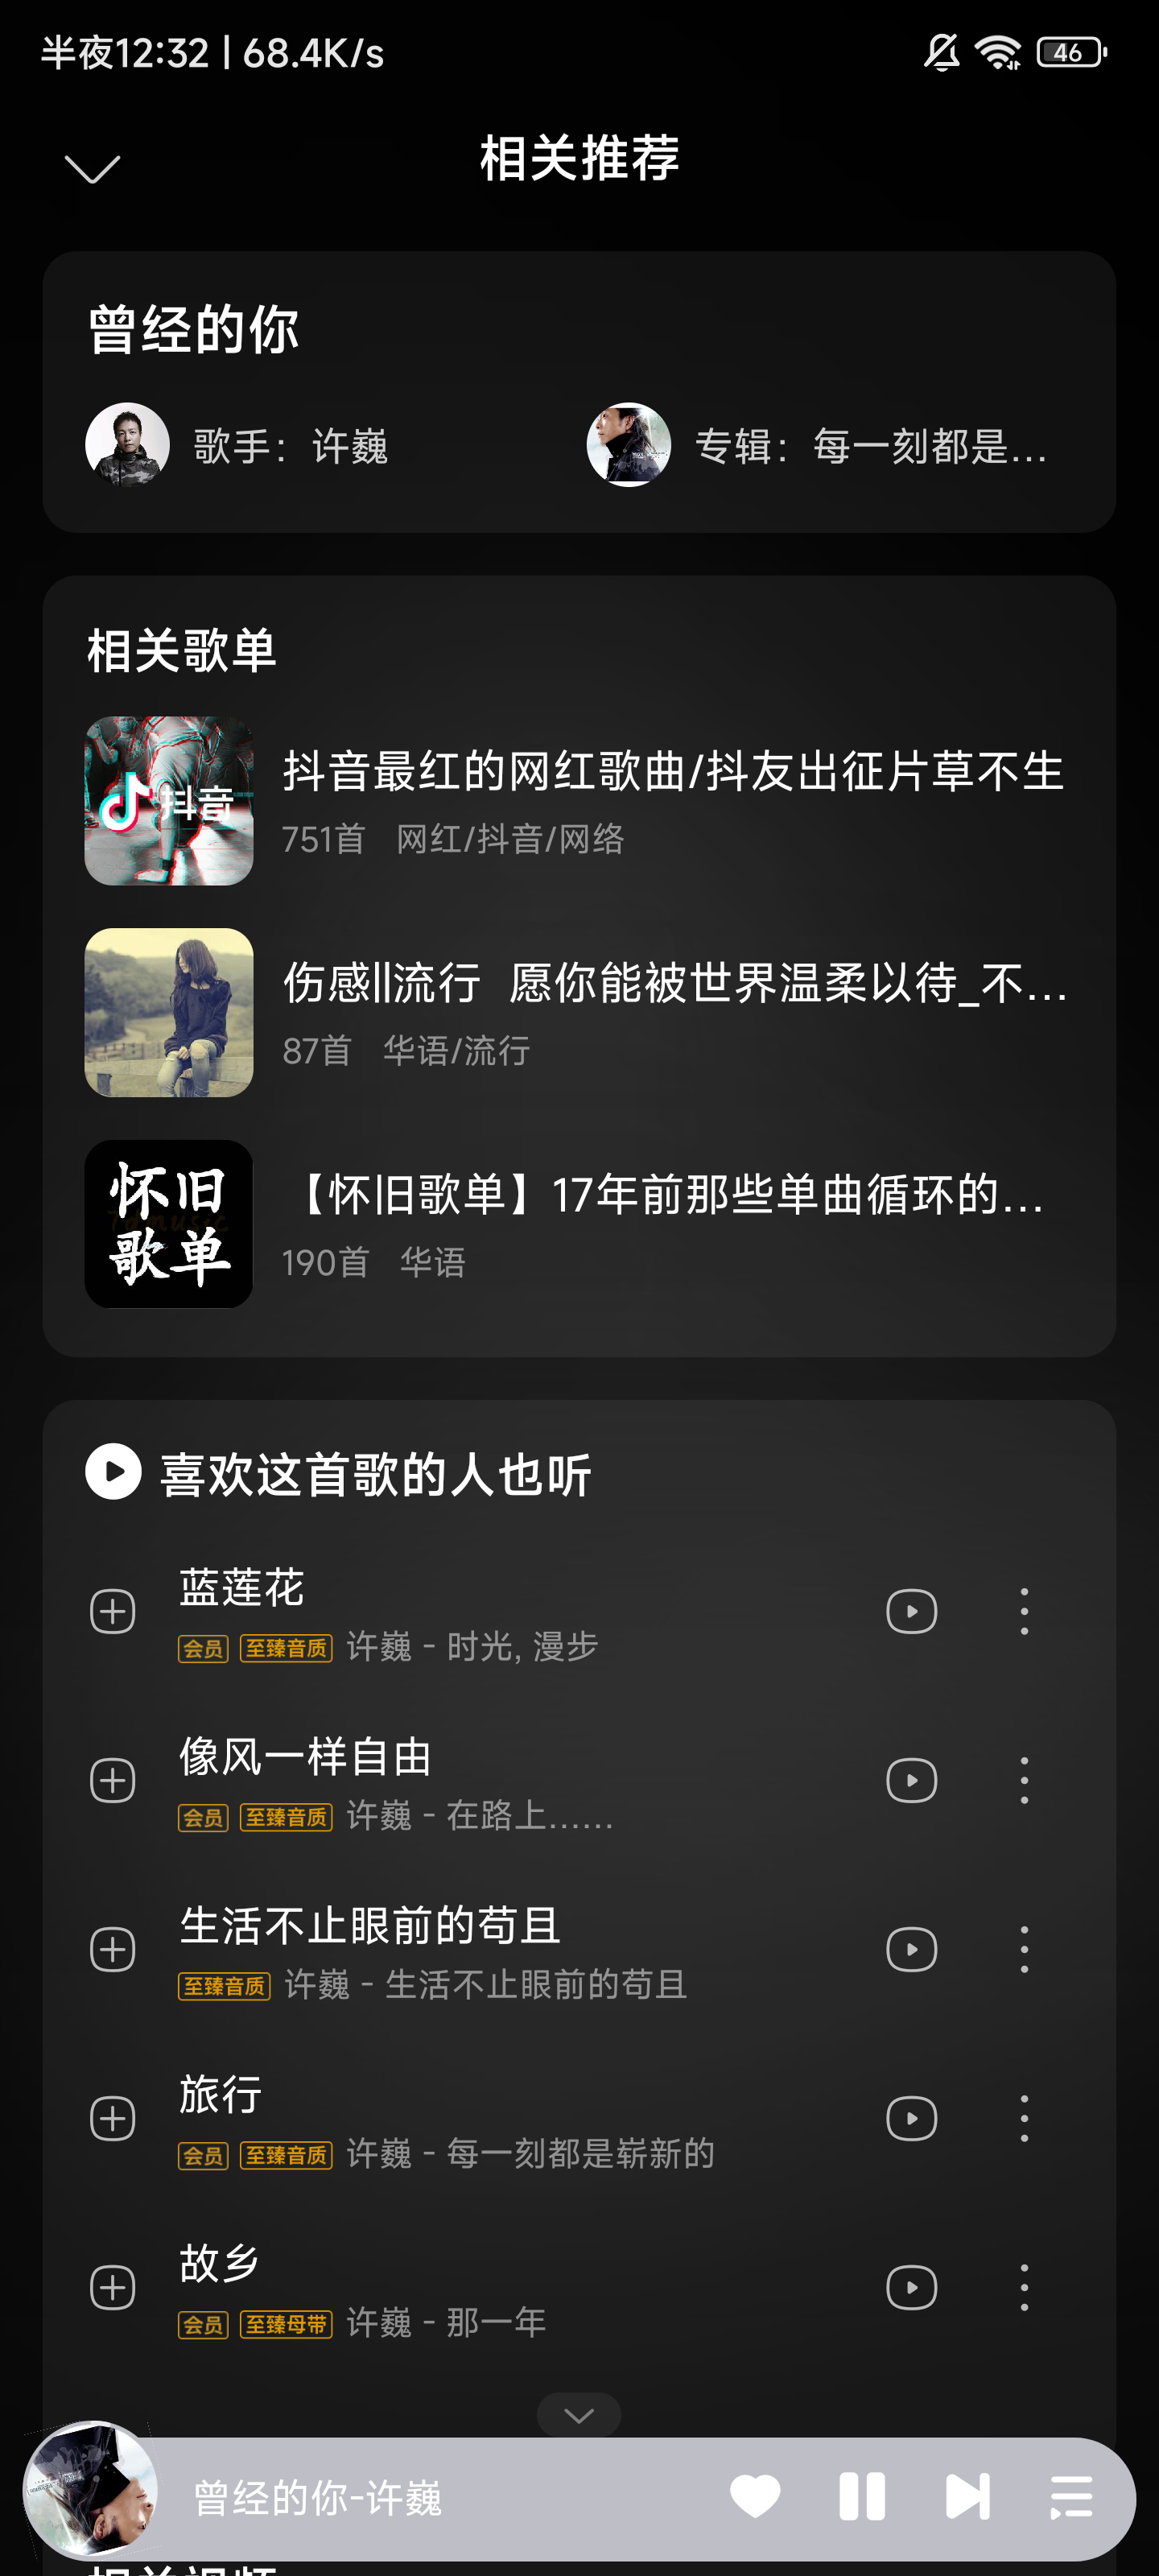 半夜12:32 | 68.4K/s
46
相关推荐
曾经的你
歌手：许巍
专辑：每一刻都是...
相关歌单
抖音
抖音最红的网红歌曲/抖友出征片草不生
751首 网红/抖音/网络
伤感||流行 愿你能被世界温柔以待_不...
87首 华语/流行
怀旧
歌单
【怀旧歌单】17年前那些单曲循环的...
190首 华语
喜欢这首歌的人也听
蓝莲花
会员 至臻音质 许巍 - 时光, 漫步
像风一样自由
会员 至臻音质 许巍 - 在路上......
生活不止眼前的苟且
至臻音质 许巍 - 生活不止眼前的苟且
旅行
会员 至臻音质 许巍 - 每一刻都是崭新的
故乡
会员 至臻母带 许巍 - 那一年
曾经的你-许巍
相关视频